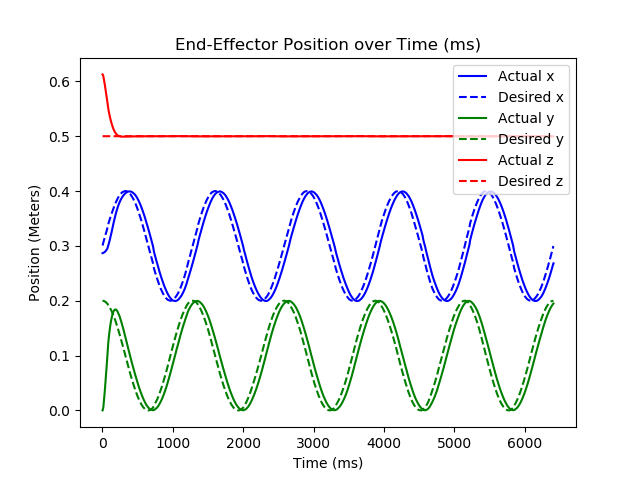 End-Effector Position over Time (ms)
Position (Meters)
0.6
0.5
0.4
0.3
0.2
0.1
0.0
Actual x
Desired x
Actual y
Desired y
Actual z
Desired z
0 1000 2000 3000 4000 5000 6000
Time (ms)